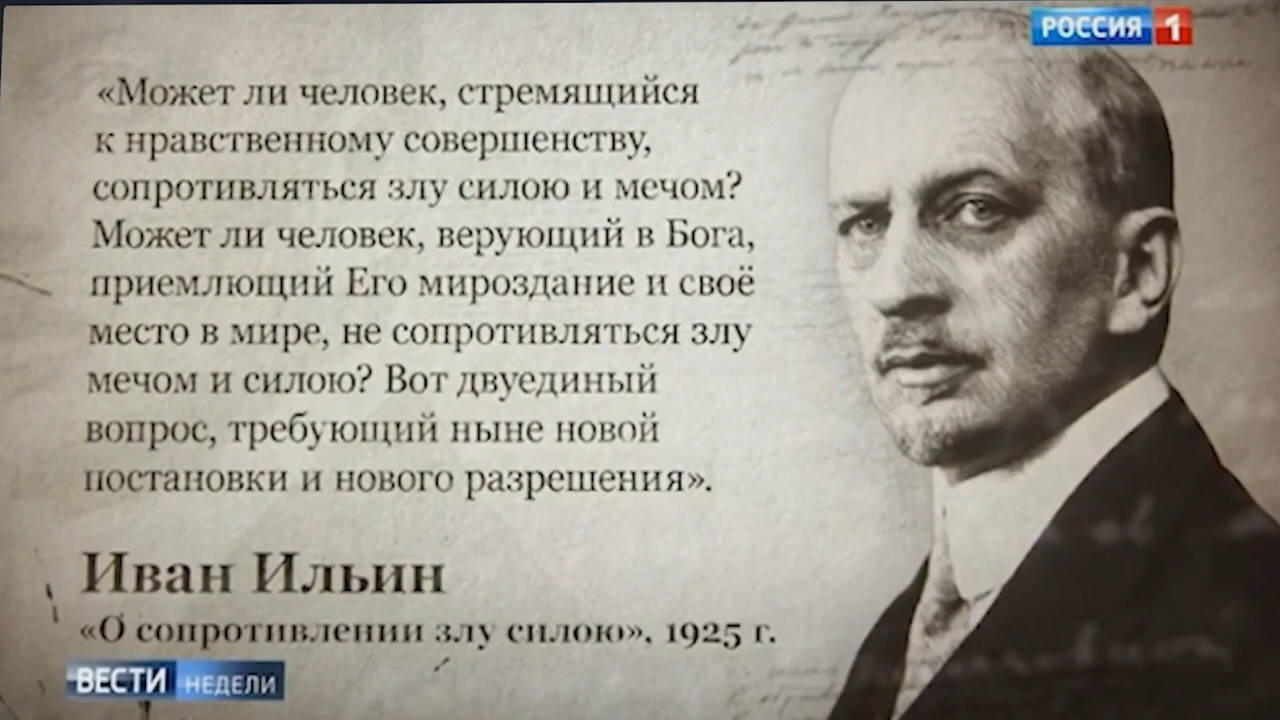 РОССИЯ 1
«Может ли человек, стремящийся
к нравственному совершенству,
сопротивляться злу силою и мечом?
Может ли человек, верующий в Бога,
приемлющий Его мироздание и своё
место в мире, не сопротивляться злу
мечом и силою? Вот двуединый
вопрос, требующий ныне новой
постановки и нового разрешения».
Иван Ильин
«О сопротивлении злу силою», 1925 г.
ВЕСТИ НЕДЕЛИ